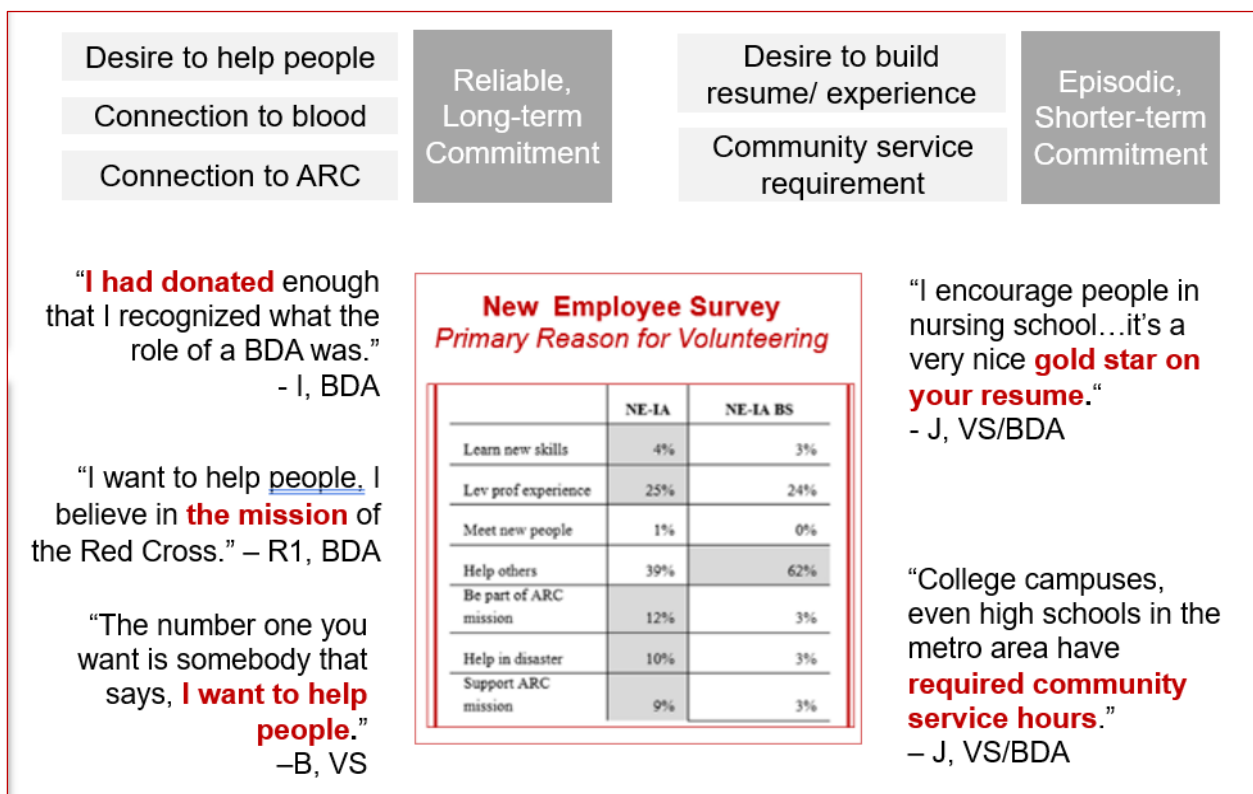 Desire to help people
Connection to blood
Connection to ARC
Reliable,
Long-term
Commitment
Desire to build
resume/ experience
Community service
requirement
Episodic,
Shorter-term
Commitment
“I had donated enough
that I recognized what the
role of a BDA was.”
- I, BDA
“I want to help people. I
believe in the mission of
the Red Cross.” – R1, BDA
“The number one you
want is somebody that
says, I want to help
people.”
–B, VS
New Employee Survey
Primary Reason for Volunteering
NE-IA NE-IA BS
Learn new skills 4% 3%
Lev prof experience 25% 24%
Meet new people 1% 0%
Help others 39% 62%
Be part of ARC
mission 12% 3%
Help in disaster 10% 3%
Support ARC
mission 9% 3%
“I encourage people in
nursing school…it’s a
very nice gold star on
your resume.“
- J, VS/BDA
“College campuses,
even high schools in the
metro area have
required community
service hours.”
– J, VS/BDA